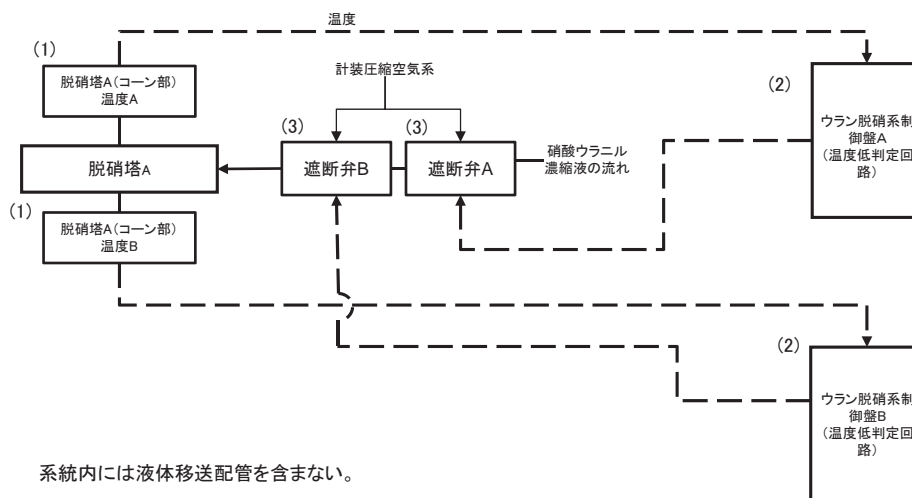 温度
(1)
脱硝塔A(コーン部)
温度A
計装圧縮空気系
(2)
ウラン脱硝系制
御盤A
(温度低判定回
路)
(3)
(3)
脱硝塔A
遮断弁B
遮断弁A
硝酸ウラニル
濃縮液の流れ
(1)
脱硝塔A(コーン部)
温度B
(2)
ウラン脱硝系制
御盤B
(温度低判定回
路)
系統内には液体移送配管を含まない。